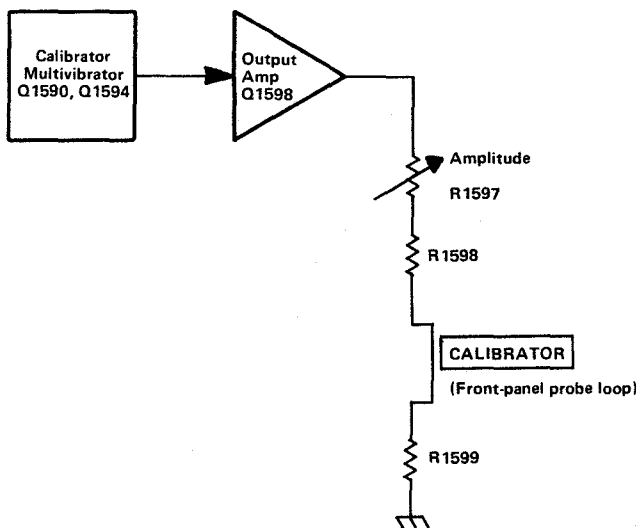 Calibrator
Multivibrator
Q1590, Q1594
Output
Amp
Q1598
Amplitude
R1597
R1598
CALIBRATOR
(Front-panel probe loop)
R1599